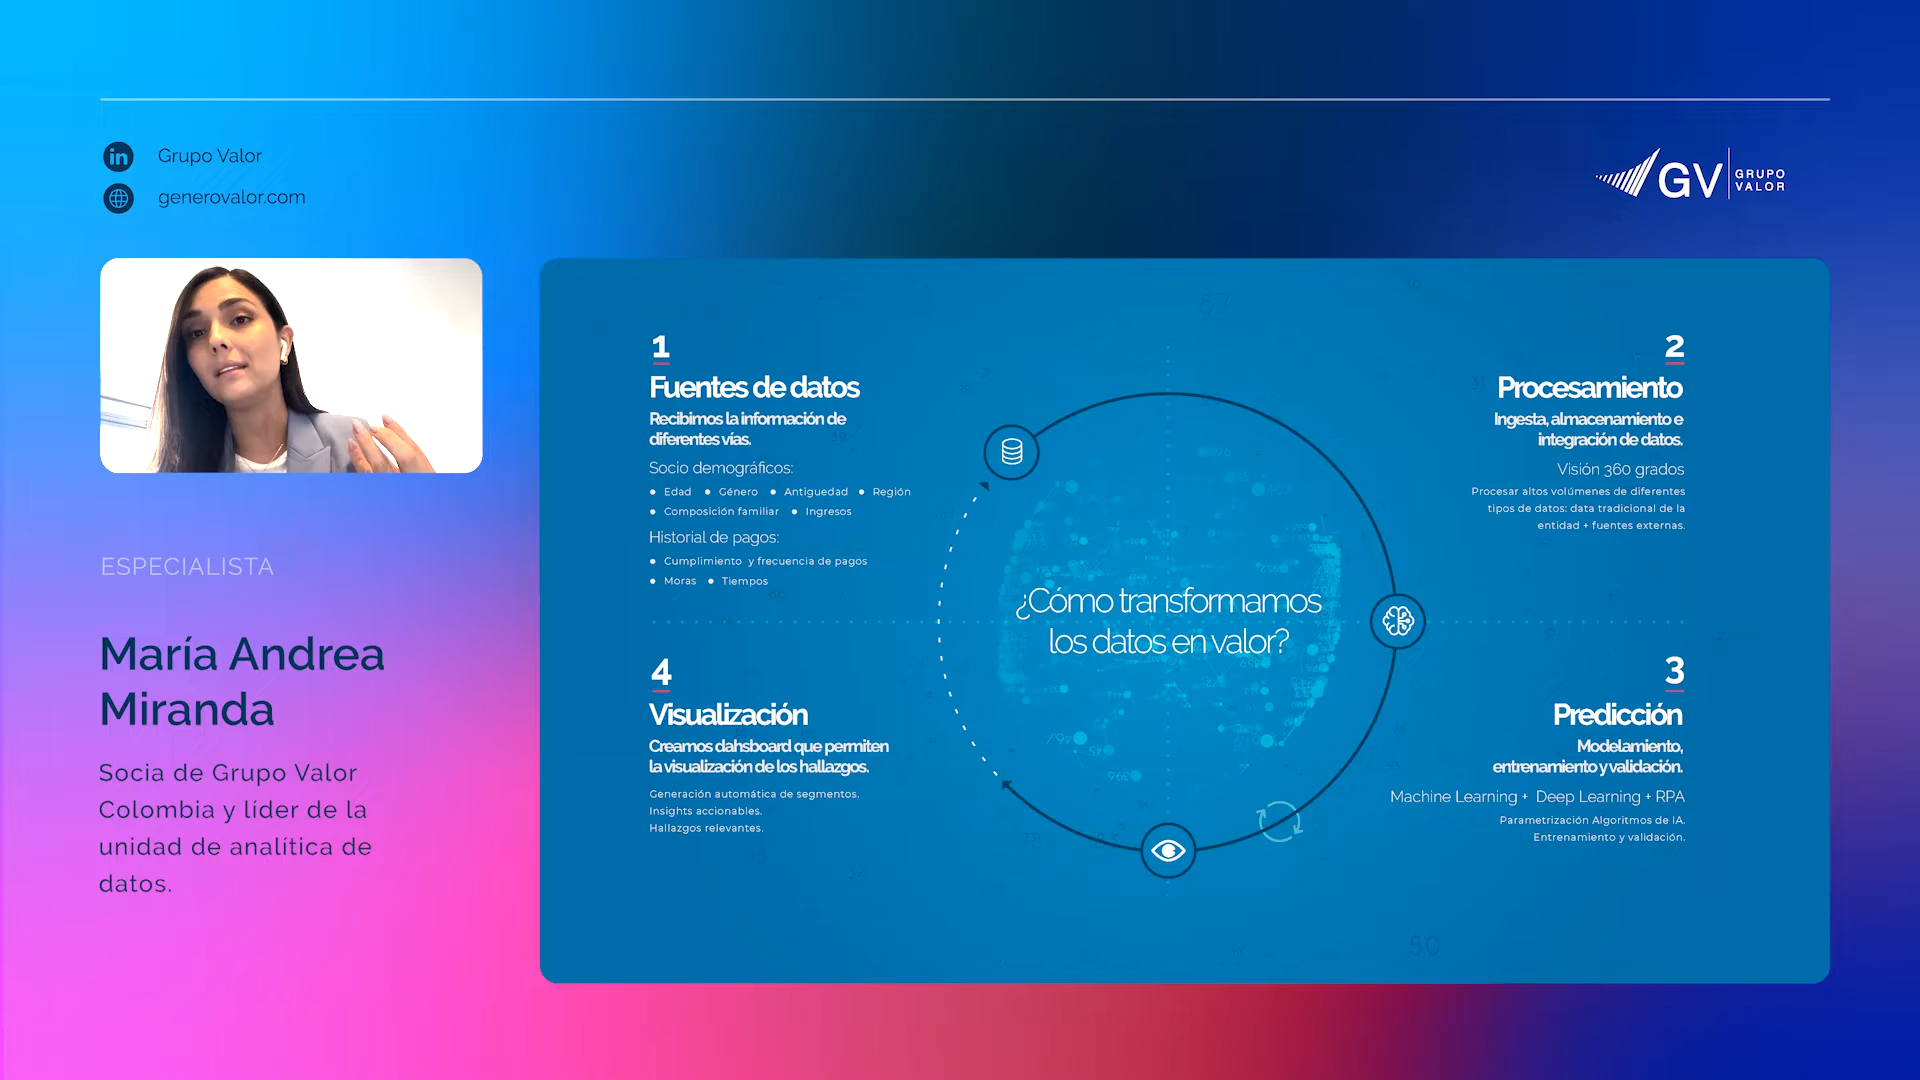 Grupo Valor
generovalor.com
GV
GRUPO
VALOR
ESPECIALISTA
María Andrea
Miranda
Socia de Grupo Valor
Colombia y líder de la
unidad de analítica de
datos.
1
Fuentes de datos
Recibimos la información de
diferentes vías.
Socio demográficos:
• Edad • Género • Antiguedad • Región
• Composición familiar • Ingresos
Historial de pagos:
• Cumplimiento y frecuencia de pagos
• Moras • Tiempos
2
Procesamiento
Ingesta, almacenamiento e
integración de datos.
Visión 360 grados
Procesar altos volúmenes de diferentes
tipos de datos: data tradicional de la
entidad + fuentes externas.
¿Cómo transformamos
los datos en valor?
4
Visualización
Creamos dahsboard que permiten
la visualización de los hallazgos.
Generación automática de segmentos.
Insights accionables.
Hallazgos relevantes.
3
Predicción
Modelamiento,
entrenamiento y validación.
Machine Learning + Deep Learning + RPA
Parametrización Algoritmos de IA.
Entrenamiento y validación.
87
50